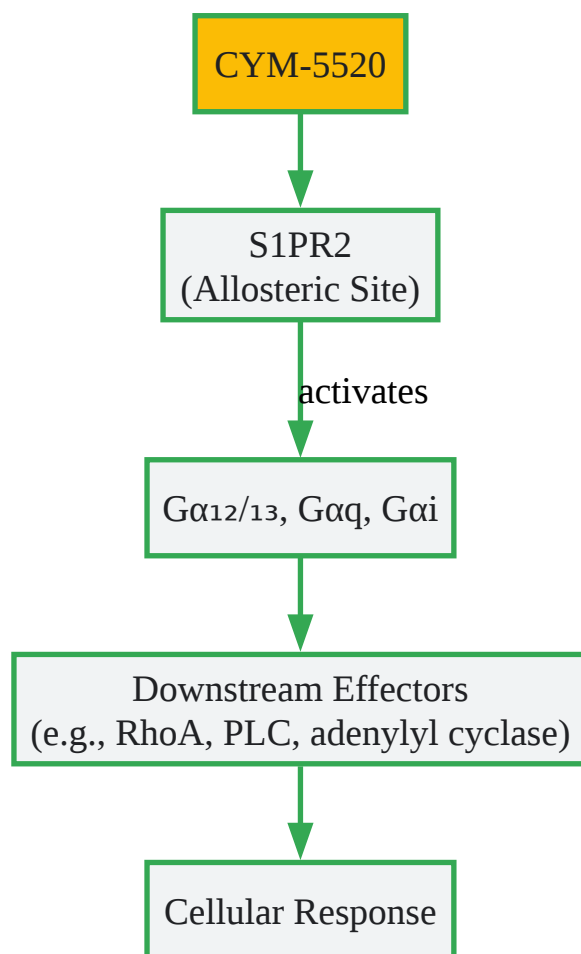 CYM-5520
S1PR2
(Allosteric Site)
activates
Gα₁₂/₁₃, Gαq, Gαi
Downstream Effectors
(e.g., RhoA, PLC, adenylyl cyclase)
Cellular Response